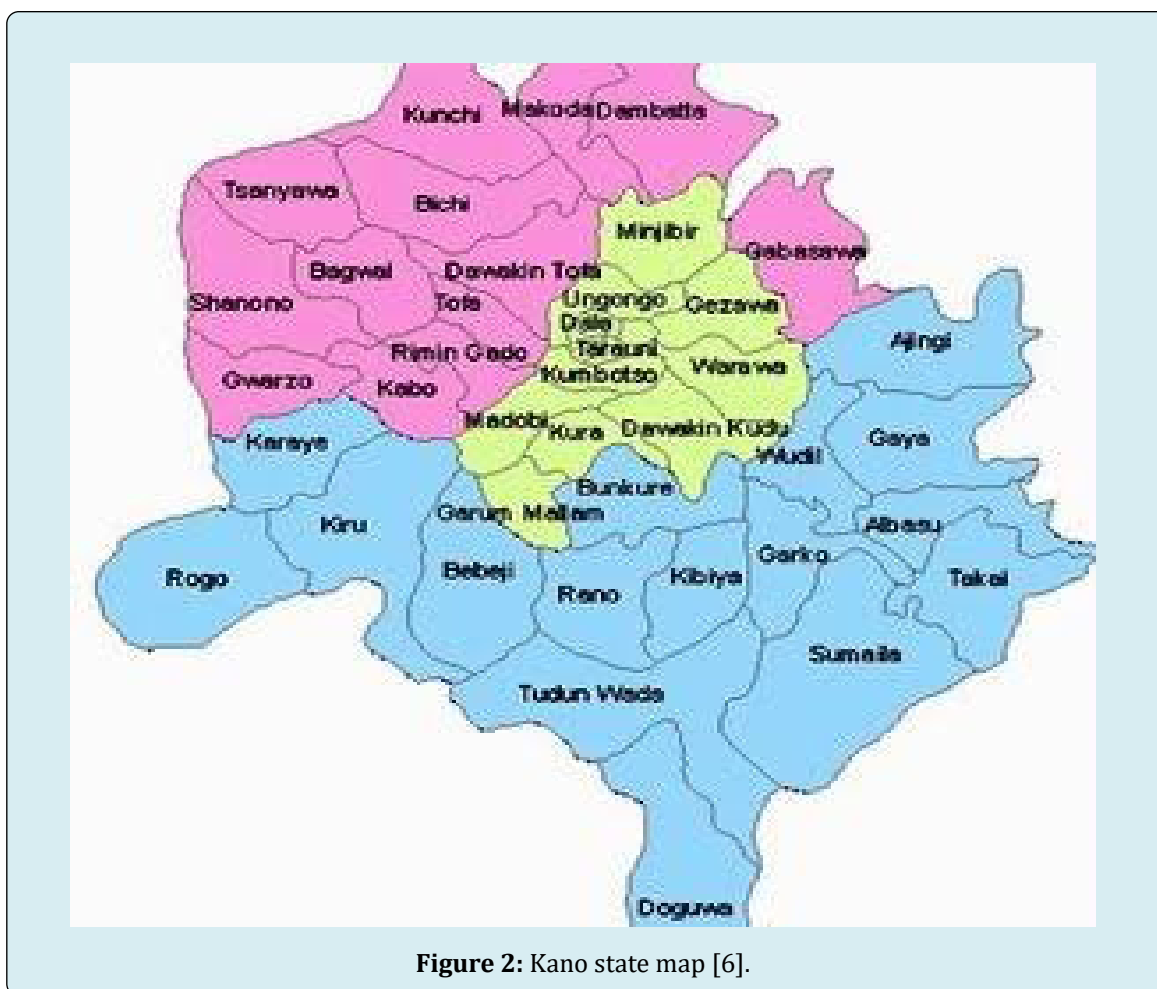 Kunchi
Makoda
Dambatta
Tsanyawa
Bichi
Minjibir
Gabasawa
Bagwai
Dawakin Tofa
Shanono
Tofa
Ungongo
Gezawa
Dala
Ajingi
Rimin Gado
Tarauni
Warawa
Gwarzo
Kabo
Kumbotso
Madobi
Kura
Dawakin Kudu
Karaye
Wudil
Gaya
Bunkure
Garum Mallam
Kiru
Albasu
Rogo
Bebeji
Rano
Kibiya
Garko
Takai
Sumaila
Tudun Wada
Doguwa
Figure 2: Kano state map [6].